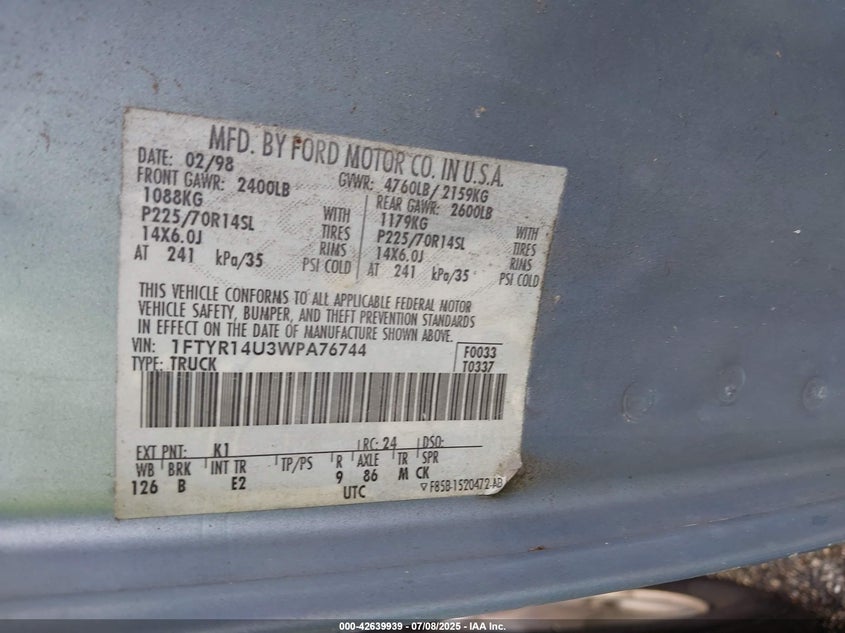 MFD. BY FORD MOTOR CO. IN U.S.A.
DATE: 02/98 GVWR: 4760LB/2159KG
FRONT GAWR: 2400LB REAR GAWR: 2600LB
1088KG WITH 1179KG WITH
P225/70R14SL TIRES P225/70R14SL TIRES
14X6.0J RIMS 14X6.0J RIMS
AT 241 kPa/35 PSI COLD AT 241 kPa/35 PSI COLD
THIS VEHICLE CONFORMS TO ALL APPLICABLE FEDERAL MOTOR
VEHICLE SAFETY, BUMPER, AND THEFT PREVENTION STANDARDS
IN EFFECT ON THE DATE OF MANUFACTURE SHOWN ABOVE.
VIN: 1FTYR14U3WPA76744 F0033
TYPE: TRUCK T0337
EXT PNT: K1 RC: 24 DSO:
WB BRK INT TR TP/PS R AXLE TR SPR
126 B E2 9 86 M CK
UTC ▽F85B-1520472-AB
000-42639939 - 07/08/2025 - IAA Inc.